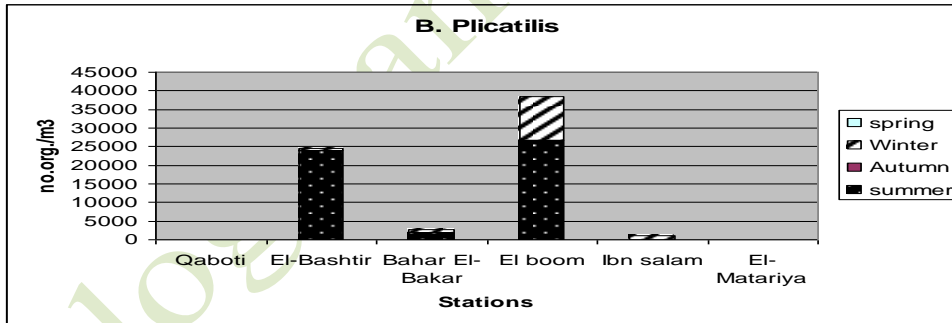 B. Plicatilis
no.org./m3
45000
40000
35000
30000
25000
20000
15000
10000
5000
0
Qaboti El-Bashtir Bahar El-Bakar El boom Ibn salam El-Matariya
Stations
spring
Winter
Autumn
summer